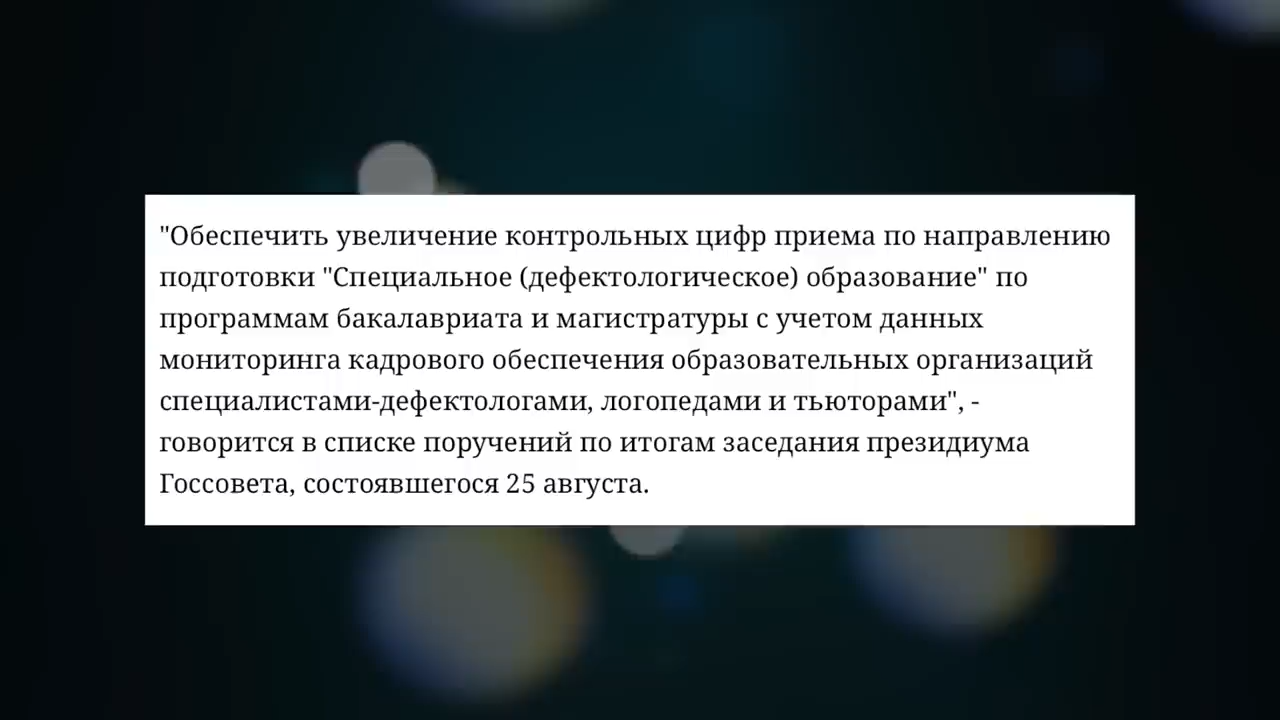 "Обеспечить увеличение контрольных цифр приема по направлению
подготовки "Специальное (дефектологическое) образование" по
программам бакалавриата и магистратуры с учетом данных
мониторинга кадрового обеспечения образовательных организаций
специалистами-дефектологами, логопедами и тьюторами", -
говорится в списке поручений по итогам заседания президиума
Госсовета, состоявшегося 25 августа.